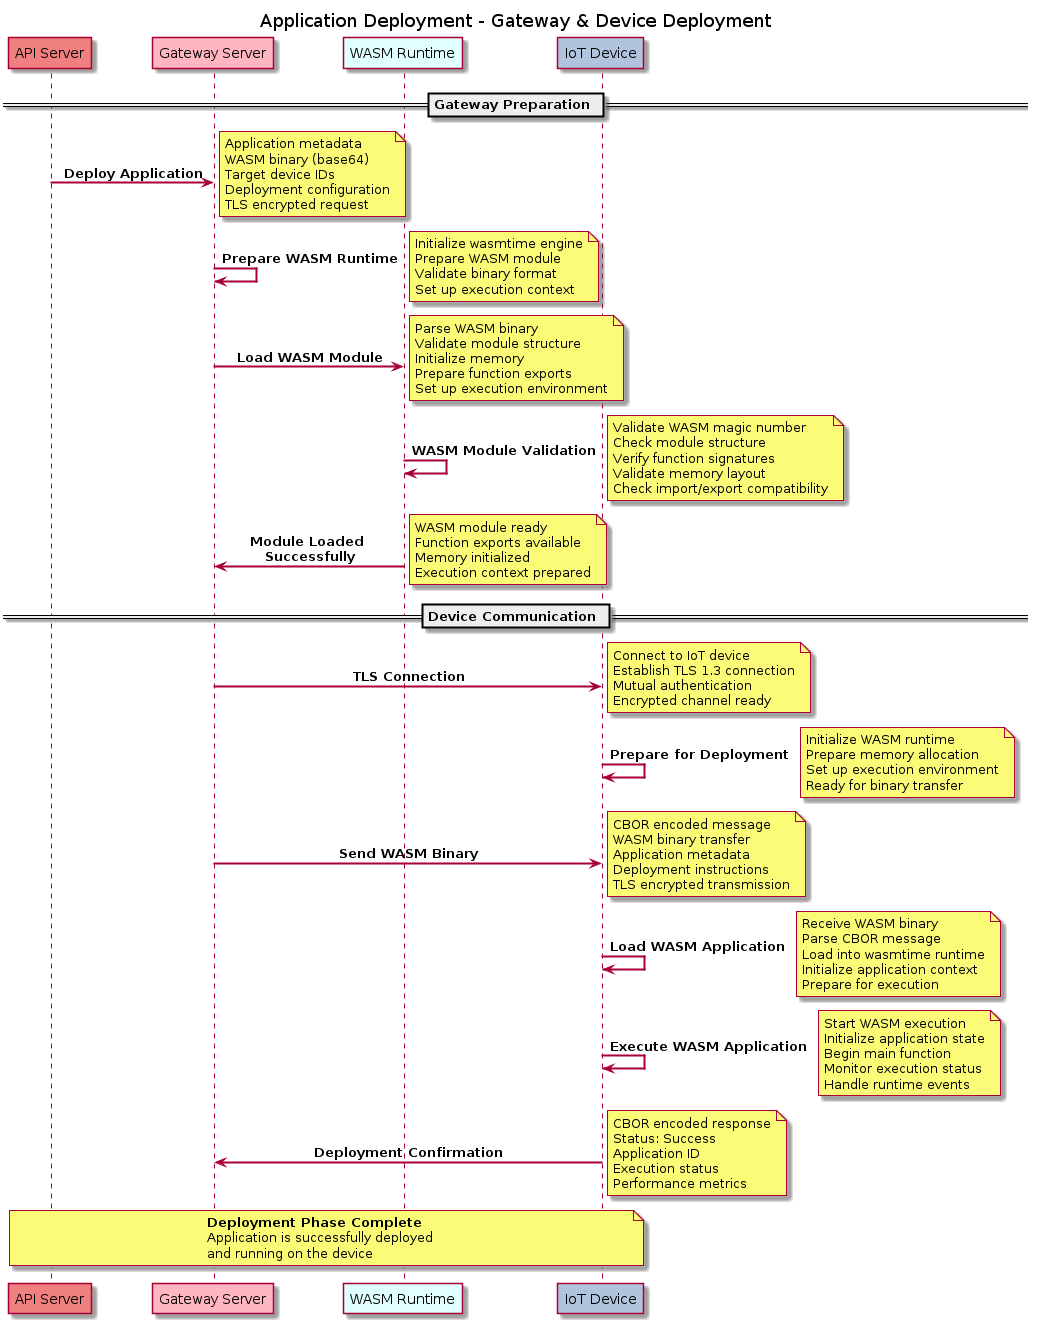 Application Deployment - Gateway & Device Deployment
API Server
Gateway Server
WASM Runtime
IoT Device
Gateway Preparation
Deploy Application
Application metadata
WASM binary (base64)
Target device IDs
Deployment configuration
TLS encrypted request
Prepare WASM Runtime
Initialize wasmtime engine
Prepare WASM module
Validate binary format
Set up execution context
Load WASM Module
Parse WASM binary
Validate module structure
Initialize memory
Prepare function exports
Set up execution environment
WASM Module Validation
Validate WASM magic number
Check module structure
Verify function signatures
Validate memory layout
Check import/export compatibility
Module Loaded
Successfully
WASM module ready
Function exports available
Memory initialized
Execution context prepared
Device Communication
TLS Connection
Connect to IoT device
Establish TLS 1.3 connection
Mutual authentication
Encrypted channel ready
Prepare for Deployment
Initialize WASM runtime
Prepare memory allocation
Set up execution environment
Ready for binary transfer
Send WASM Binary
CBOR encoded message
WASM binary transfer
Application metadata
Deployment instructions
TLS encrypted transmission
Load WASM Application
Receive WASM binary
Parse CBOR message
Load into wasmtime runtime
Initialize application context
Prepare for execution
Execute WASM Application
Start WASM execution
Initialize application state
Begin main function
Monitor execution status
Handle runtime events
Deployment Confirmation
CBOR encoded response
Status: Success
Application ID
Execution status
Performance metrics
Deployment Phase Complete
Application is successfully deployed
and running on the device
API Server
Gateway Server
WASM Runtime
IoT Device